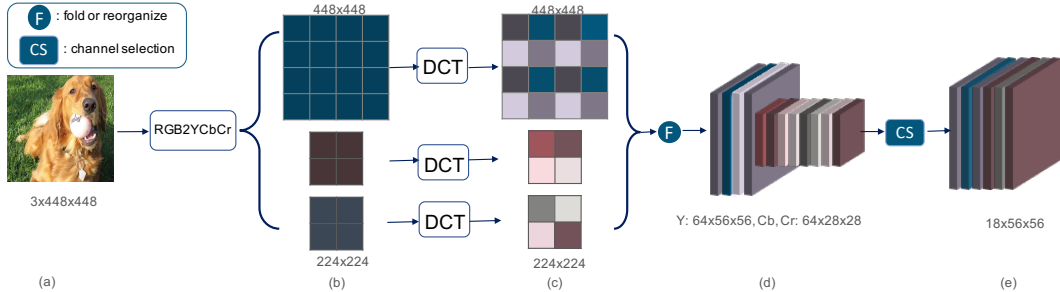 F : fold or reorganize
CS : channel selection
3x448x448
RGB2YCbCr
448x448
DCT
448x448
DCT
DCT
224x224
224x224
F
Y: 64x56x56, Cb, Cr: 64x28x28
CS
18x56x56
(a)
(b)
(c)
(d)
(e)